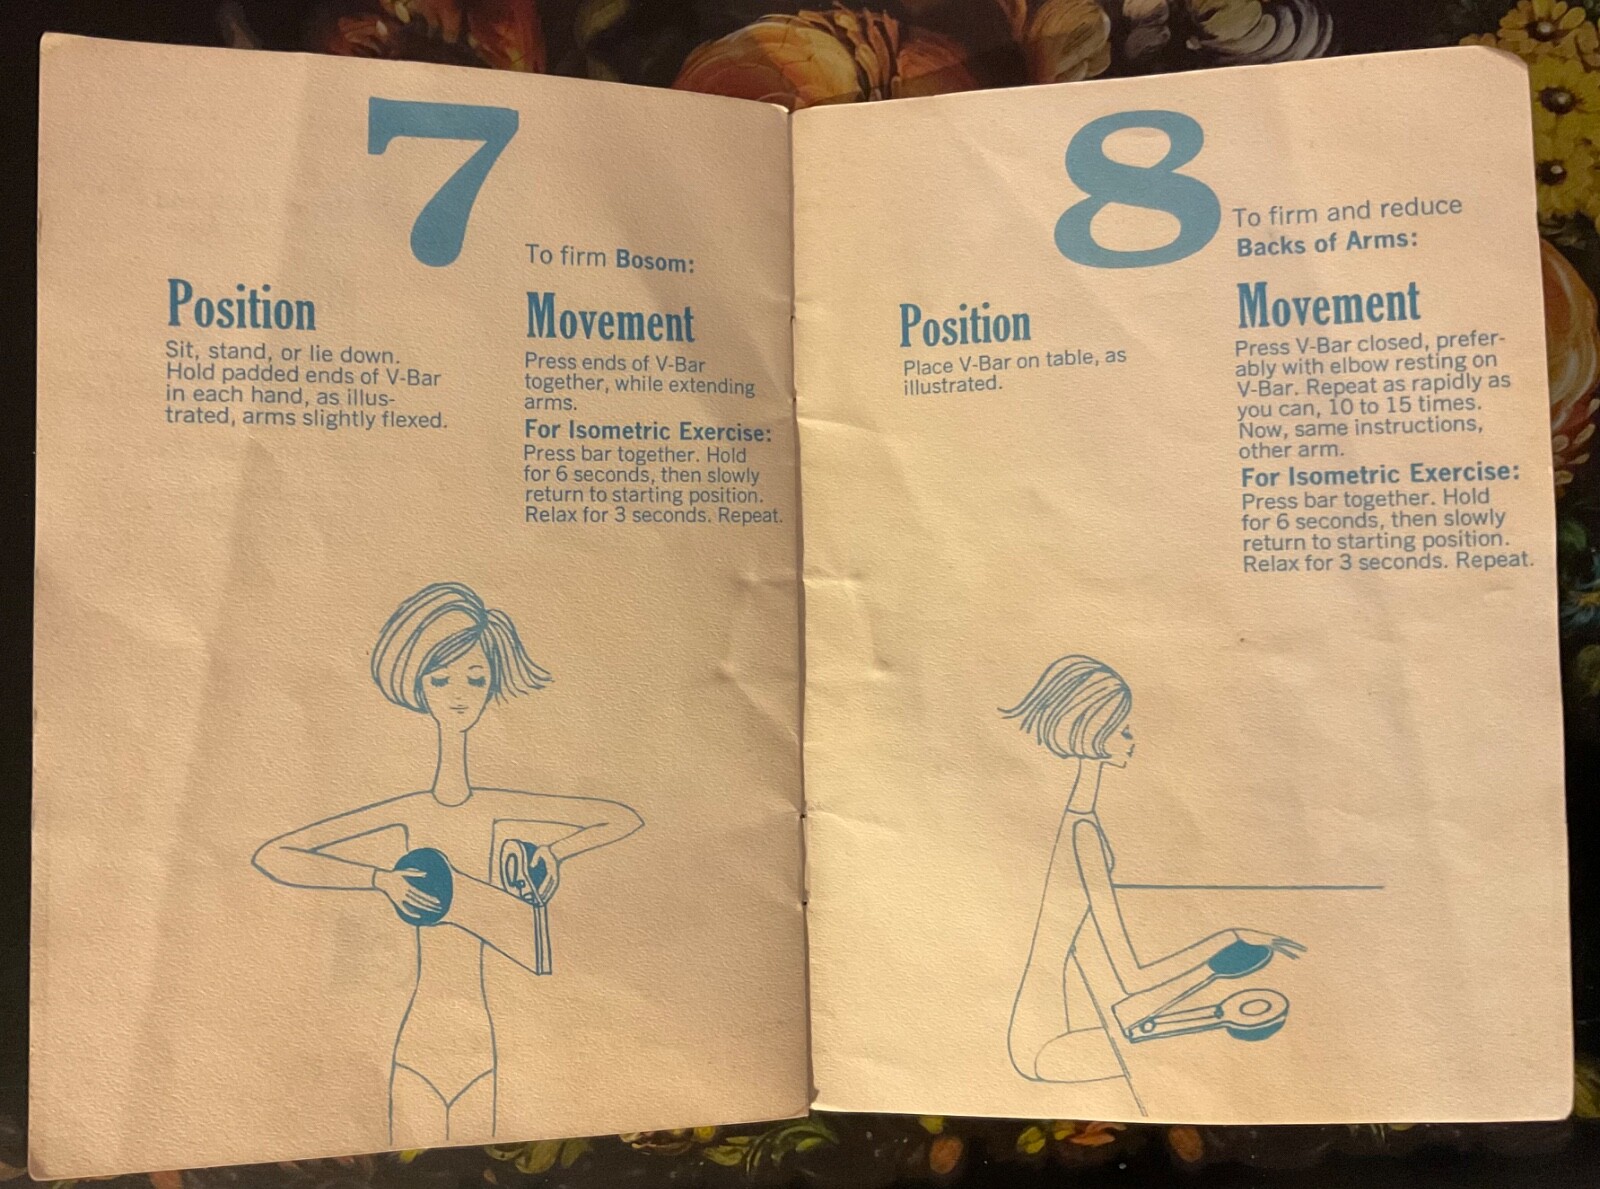 7
To firm Bosom:
Position
Sit, stand, or lie down.
Hold padded ends of V-Bar
in each hand, as illus-
trated, arms slightly flexed.
Movement
Press ends of V-Bar
together, while extending
arms.
For Isometric Exercise:
Press bar together. Hold
for 6 seconds, then slowly
return to starting position.
Relax for 3 seconds. Repeat.
8
To firm and reduce
Backs of Arms:
Position
Place V-Bar on table, as
illustrated.
Movement
Press V-Bar closed, prefer-
ably with elbow resting on
V-Bar. Repeat as rapidly as
you can, 10 to 15 times.
Now, same instructions,
other arm.
For Isometric Exercise:
Press bar together. Hold
for 6 seconds, then slowly
return to starting position.
Relax for 3 seconds. Repeat.